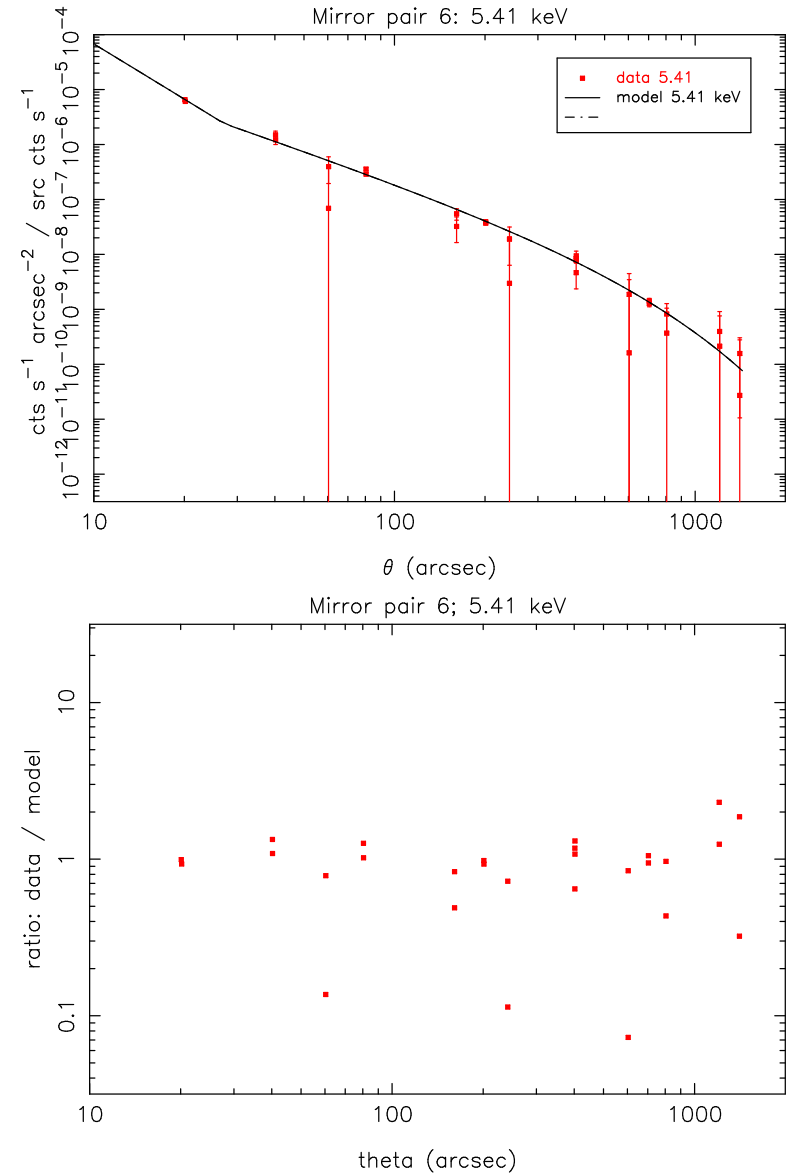 Mirror pair 6: 5.41 keV
cts s−1 arcsec−2 / src cts s−1
10−4
10−5
10−6
10−7
10−8
10−9
10−10
10−11
10−12
data 5.41
model 5.41 keV
10 100 1000
θ (arcsec)
Mirror pair 6; 5.41 keV
ratio: data / model
10
1
0.1
10 100 1000
theta (arcsec)